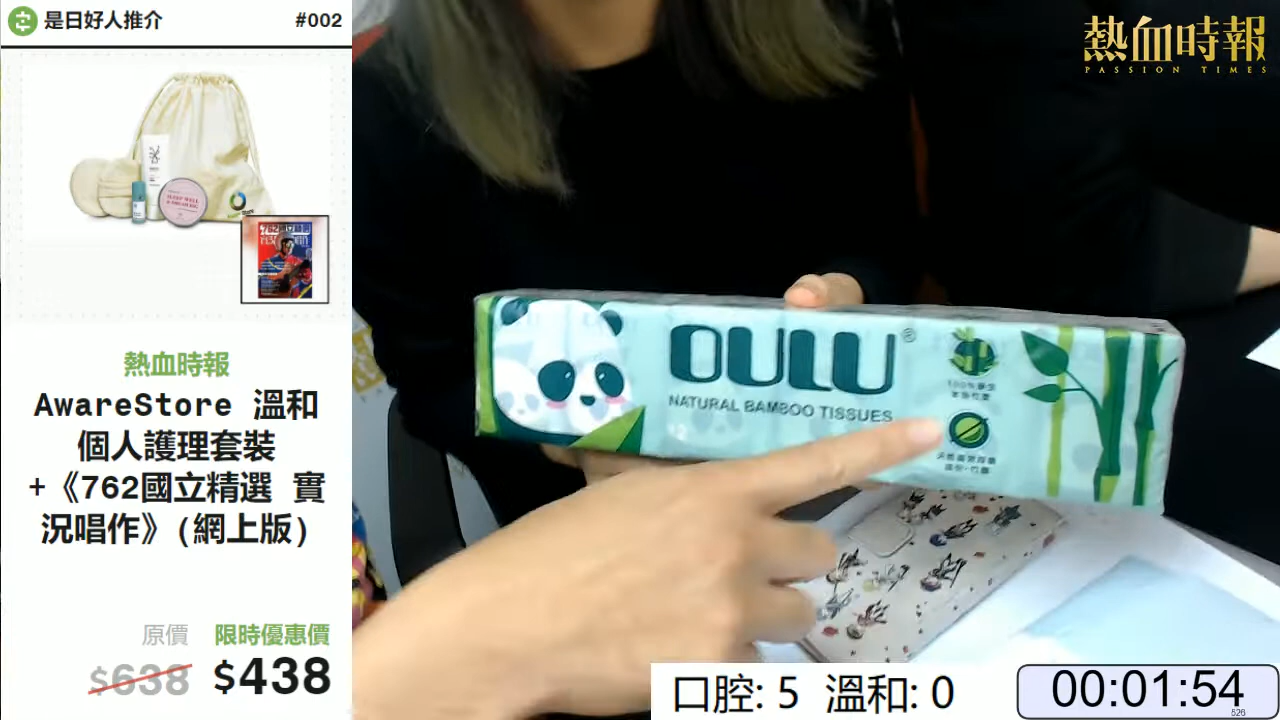 是日好人推介
#002
熱血時報
AwareStore 溫和
個人護理套裝
+《762國立精選 實
況唱作》(網上版)
原價
限時優惠價
$638
$438
熱血時報
PASSION TIMES
OULU®
NATURAL BAMBOO TISSUES
口腔: 5 溫和: 0
00:01:54
526